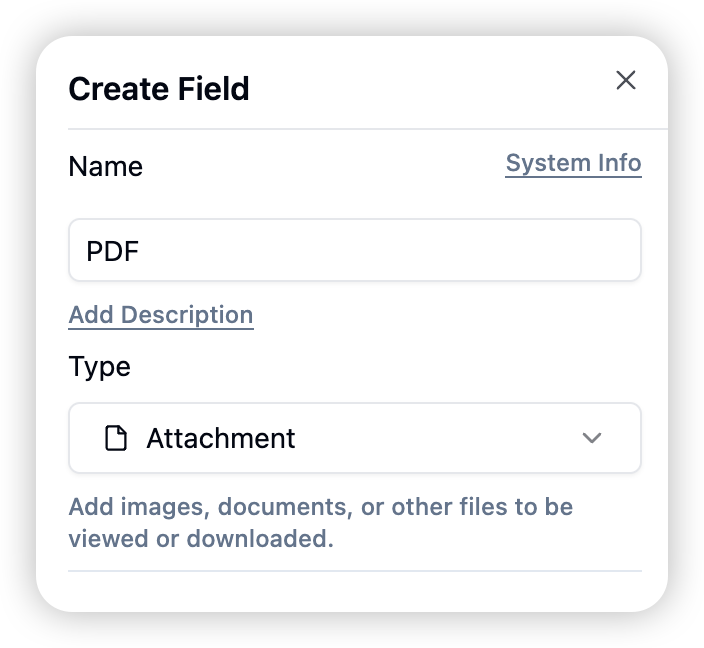 Create Field
Name
System Info
PDF
Add Description
Type
Attachment
Add images, documents, or other files to be
viewed or downloaded.